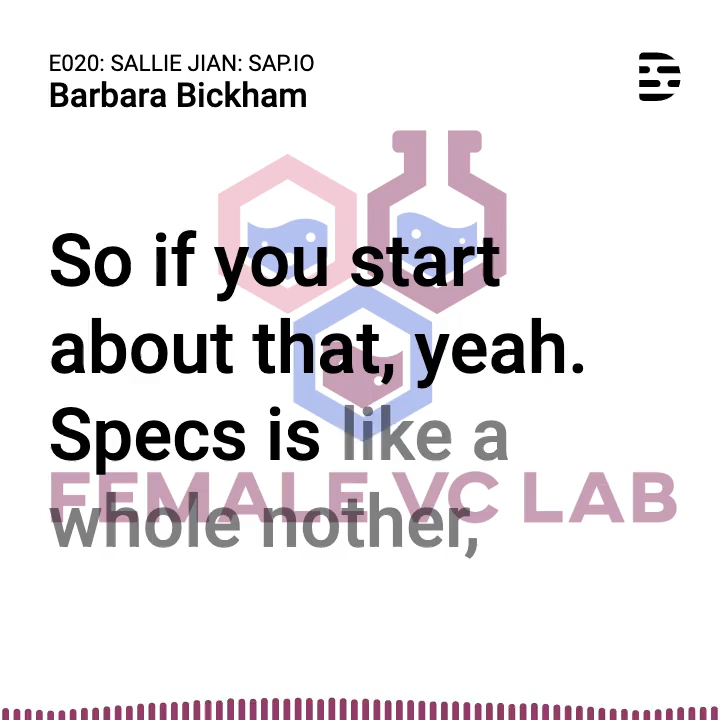 E020: SALLIE JIAN: SAP.IO
Barbara Bickham
So if you start
about that, yeah.
Specs is like a
FEMALE VC LAB
whole nother,